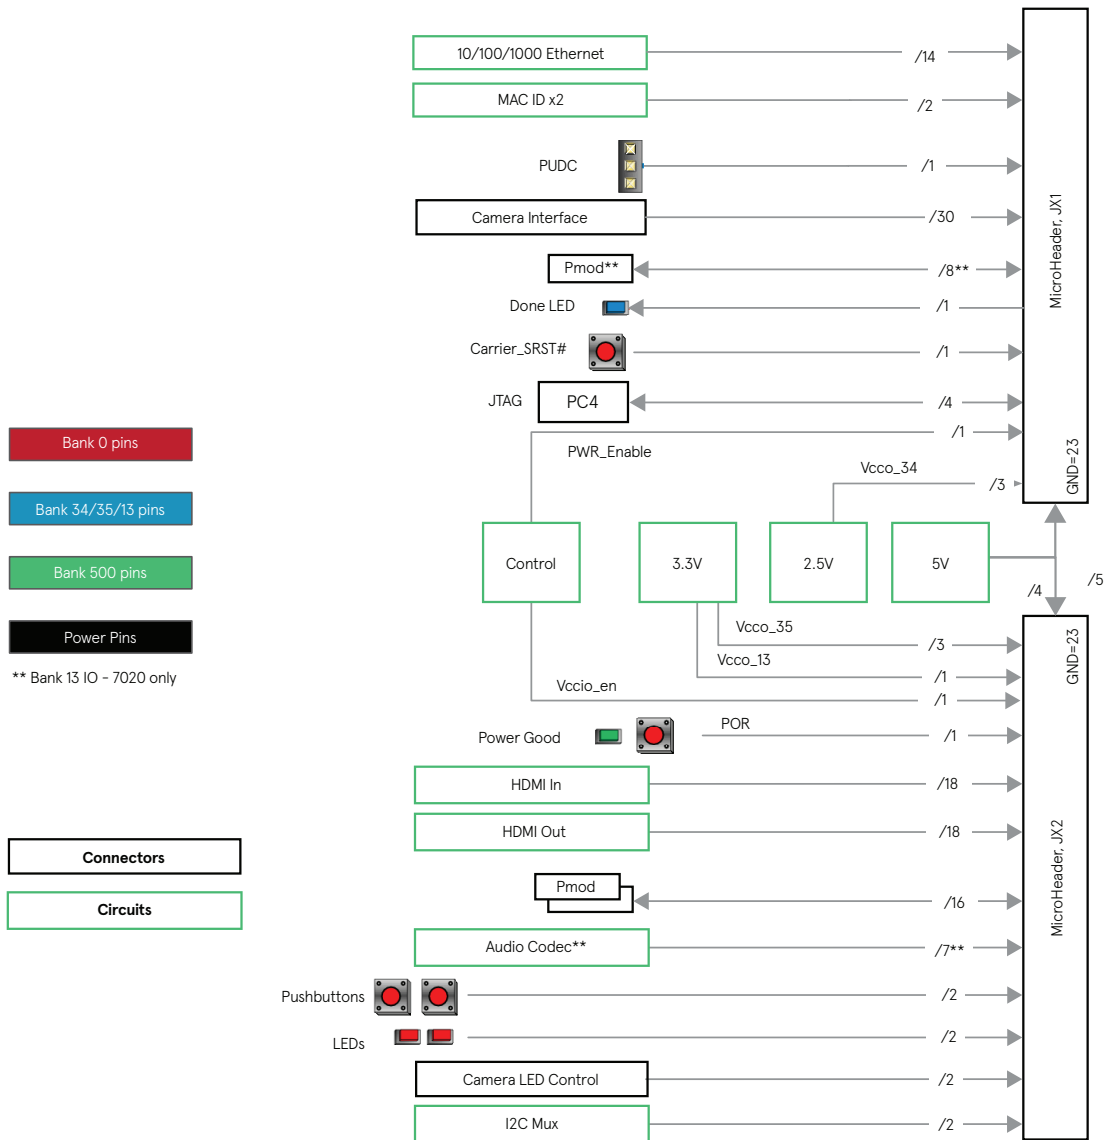 10/100/1000 Ethernet
/14
MAC ID x2
/2
PUDC
/1
Camera Interface
/30
Pmod**
/8**
Done LED
/1
Carrier_SRST#
/1
JTAG
PC4
/4
PWR_Enable
/1
Vcco_34
/3
MicroHeader, JX1
GND=23
Bank 0 pins
Bank 34/35/13 pins
Bank 500 pins
Power Pins
** Bank 13 IO - 7020 only
Control
3.3V
2.5V
5V
/4
/5
Vcco_35
/3
Vcco_13
/1
Vccio_en
/1
GND=23
MicroHeader, JX2
Power Good
POR
/1
HDMI In
/18
HDMI Out
/18
Pmod
/16
Audio Codec**
/7**
Pushbuttons
/2
LEDs
/2
Camera LED Control
/2
I2C Mux
/2
Connectors
Circuits